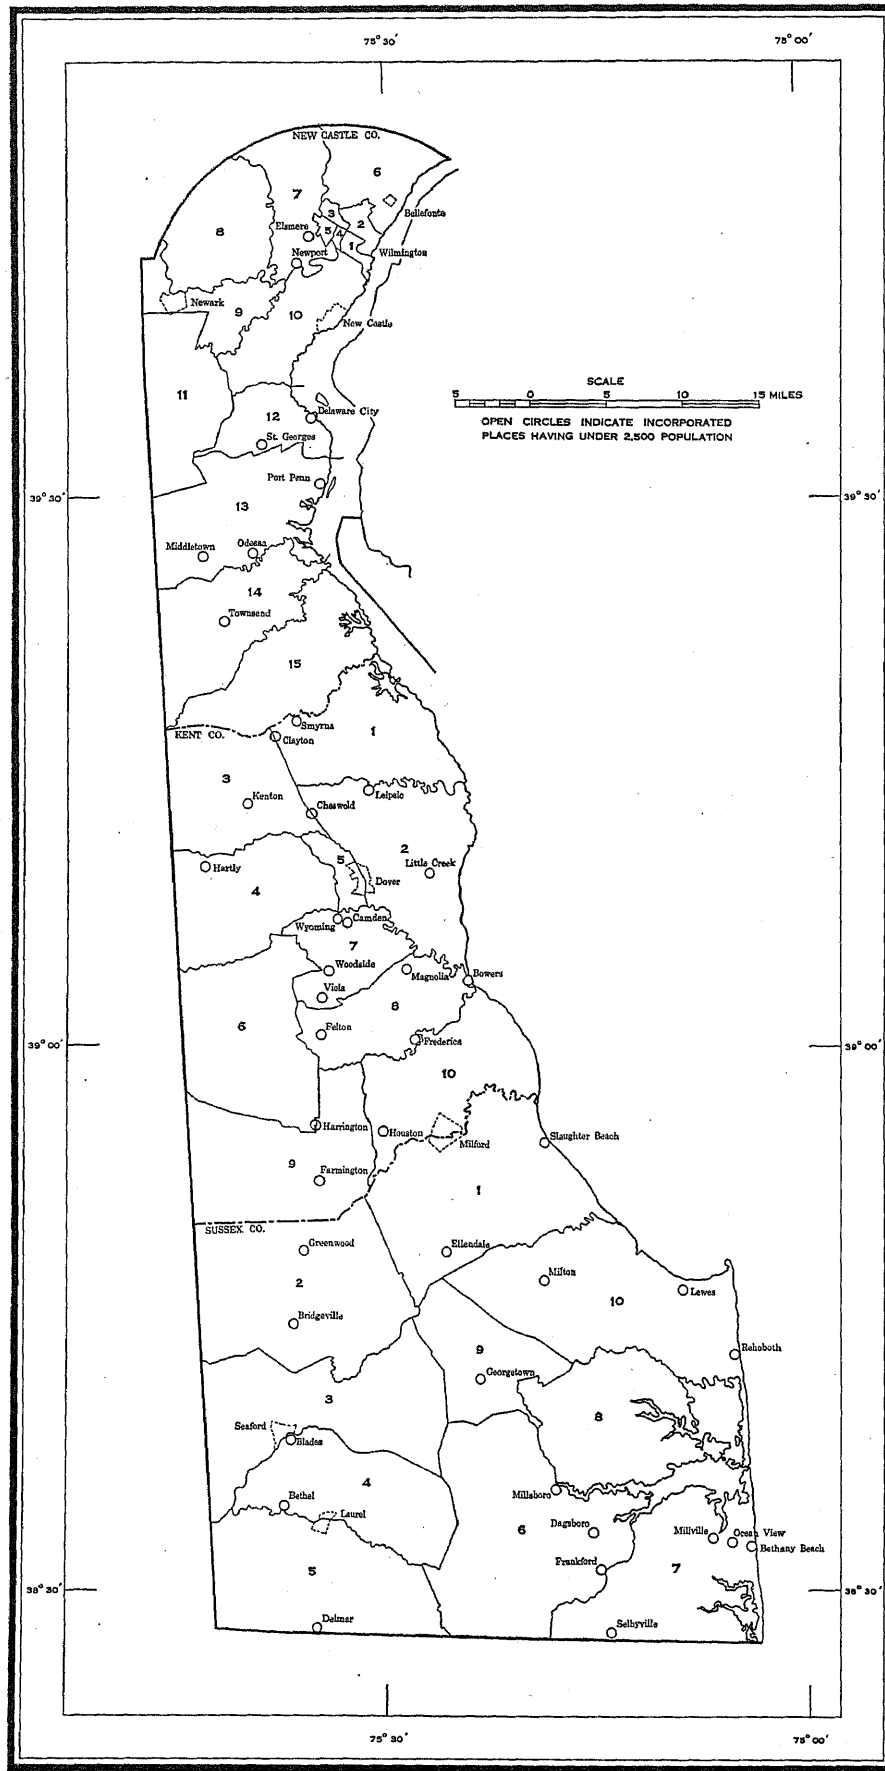 75° 30′
75° 00′
NEW CASTLE CO.
6
7
8
Bellefonte
3
2
Elsmere
5
4
1
Wilmington
Newport
Newark
9
10
New Castle
11
SCALE
5 0 5 10 15 MILES
OPEN CIRCLES INDICATE INCORPORATED
PLACES HAVING UNDER 2,500 POPULATION
12
Delaware City
St. Georges
Port Penn
39° 30′
39° 30′
13
Middletown
Odessa
14
Townsend
15
Smyrna
KENT CO.
Clayton
1
3
Kenton
Leipsic
Cheswold
2
5
Little Creek
Hartly
Dover
4
Wyoming
Camden
7
Woodside
Magnolia
Bowers
Viola
8
6
Felton
Frederica
39° 00′
39° 00′
10
Harrington
Houston
Milford
Slaughter Beach
9
Farmington
1
SUSSEX CO.
Greenwood
Ellendale
2
Milton
10
Lewes
Bridgeville
9
Rehoboth
Georgetown
3
8
Seaford
Blades
4
Millsboro
Bethel
Laurel
6
Dagsboro
Millville
Ocean View
Bethany Beach
Frankford
5
7
38° 30′
38° 30′
Delmar
Selbyville
75° 30′
75° 00′